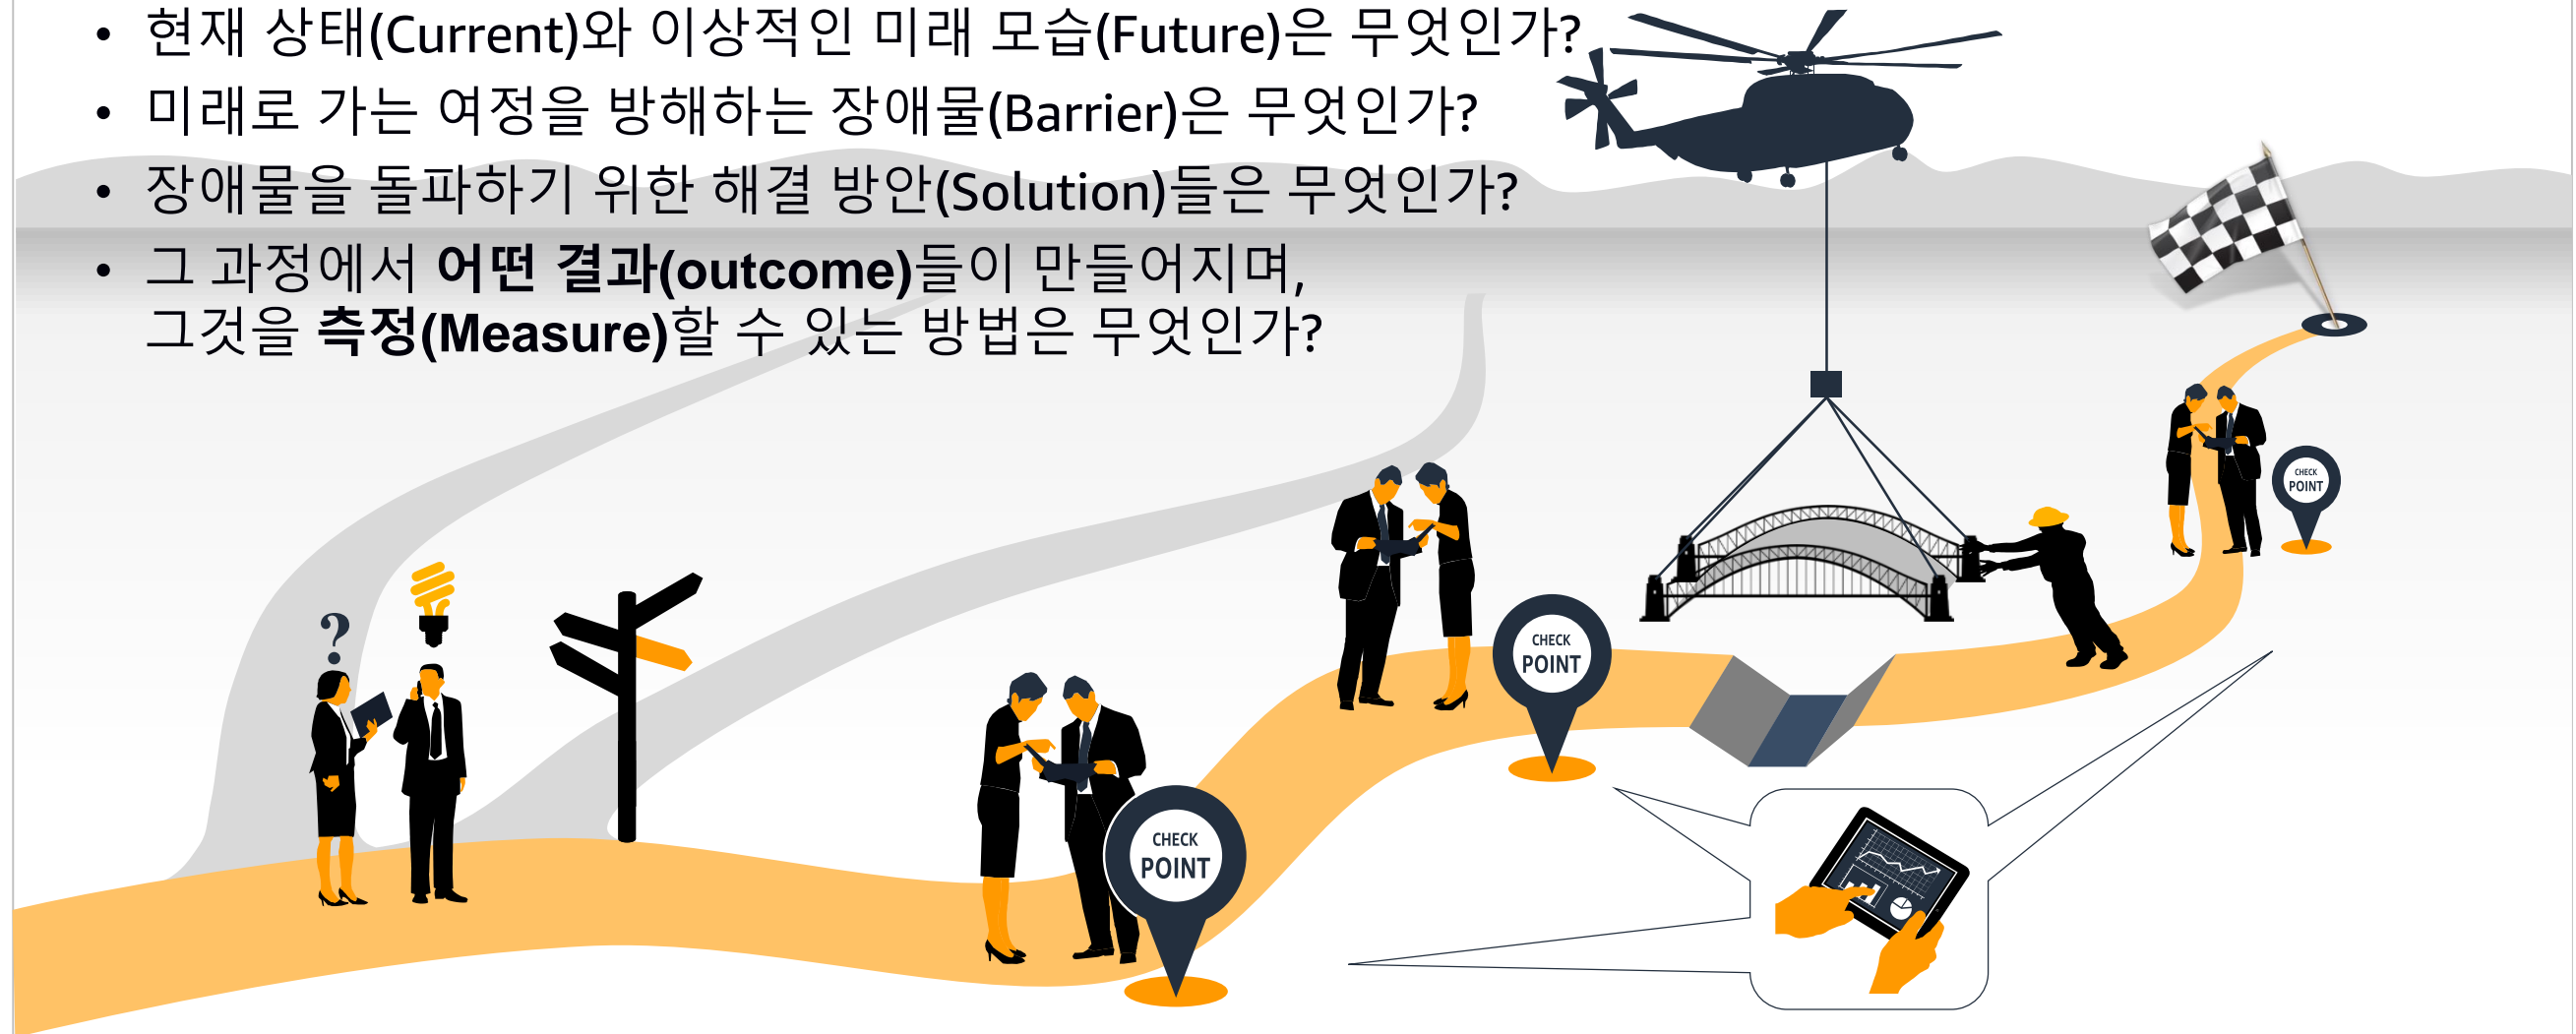 • 현재 상태(Current)와 이상적인 미래 모습(Future)은 무엇인가?
• 미래로 가는 여정을 방해하는 장애물(Barrier)은 무엇인가?
• 장애물을 돌파하기 위한 해결 방안(Solution)들은 무엇인가?
• 그 과정에서 어떤 결과(outcome)들이 만들어지며,
그것을 측정(Measure)할 수 있는 방법은 무엇인가?
CHECK
POINT
?
CHECK
POINT
CHECK
POINT